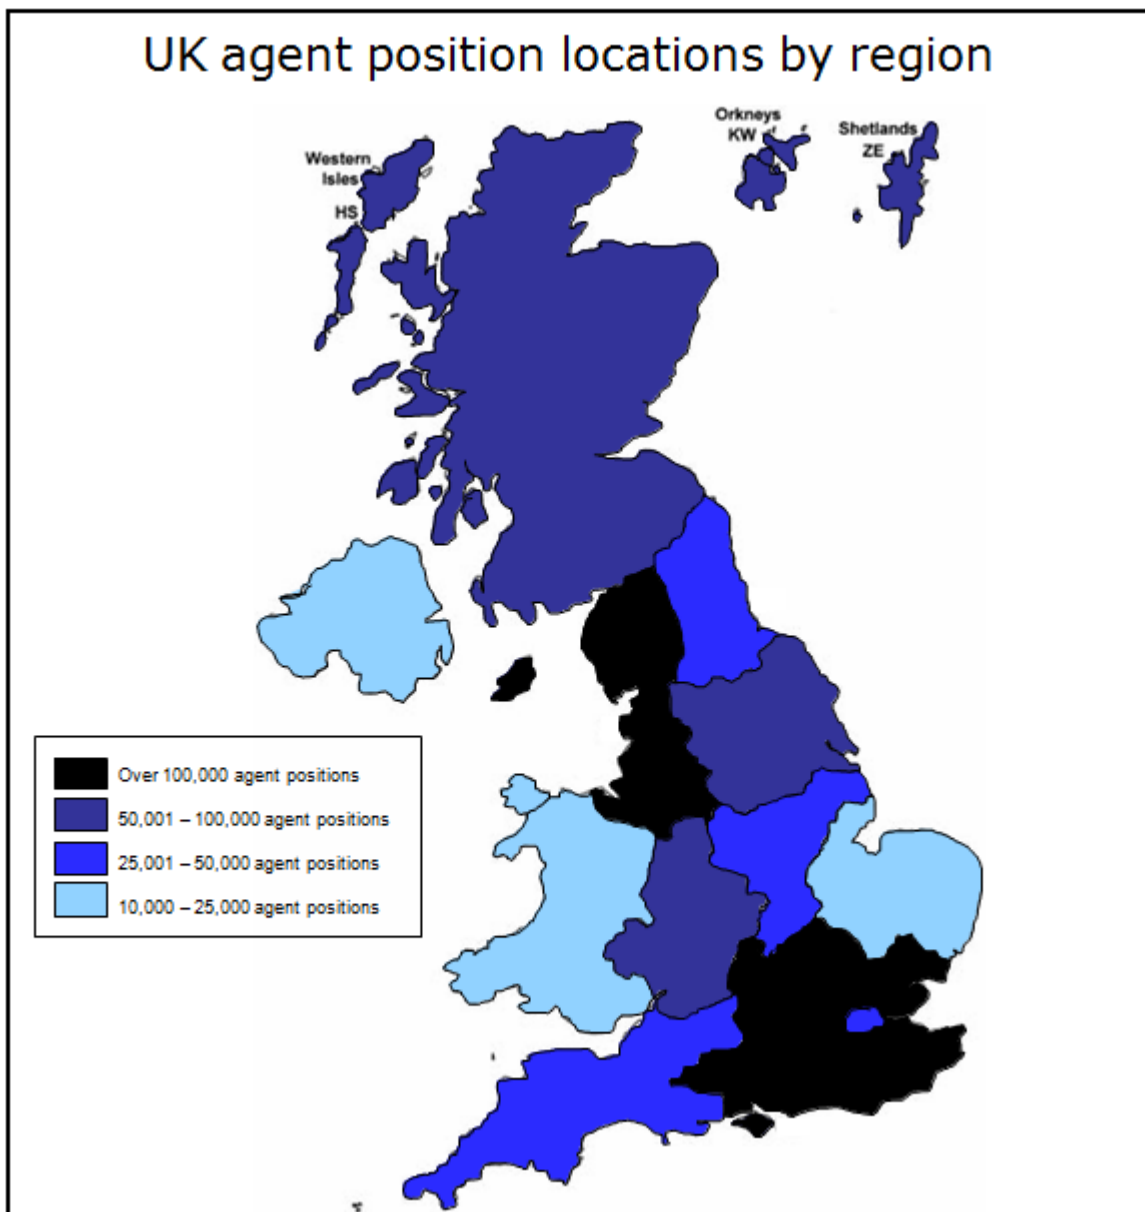 UK agent position locations by region
Orkneys
KW
Shetlands
ZE
Western
Isles
HS
Over 100,000 agent positions
50,001 – 100,000 agent positions
25,001 – 50,000 agent positions
10,000 – 25,000 agent positions